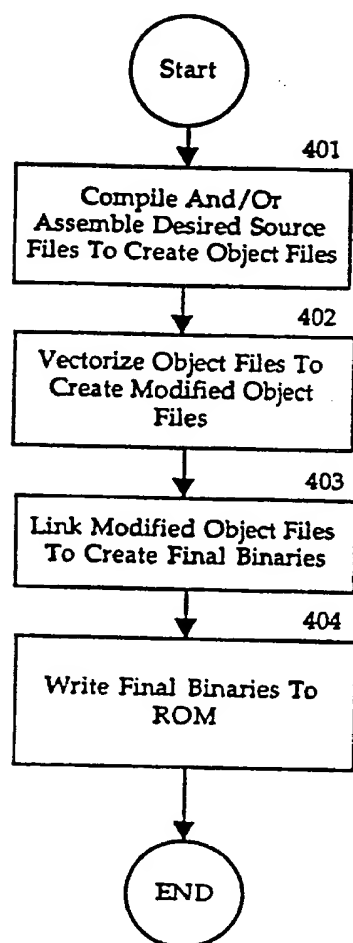 Start
401
Compile And/Or
Assemble Desired Source
Files To Create Object Files
402
Vectorize Object Files To
Create Modified Object
Files
403
Link Modified Object Files
To Create Final Binaries
404
Write Final Binaries To
ROM
END